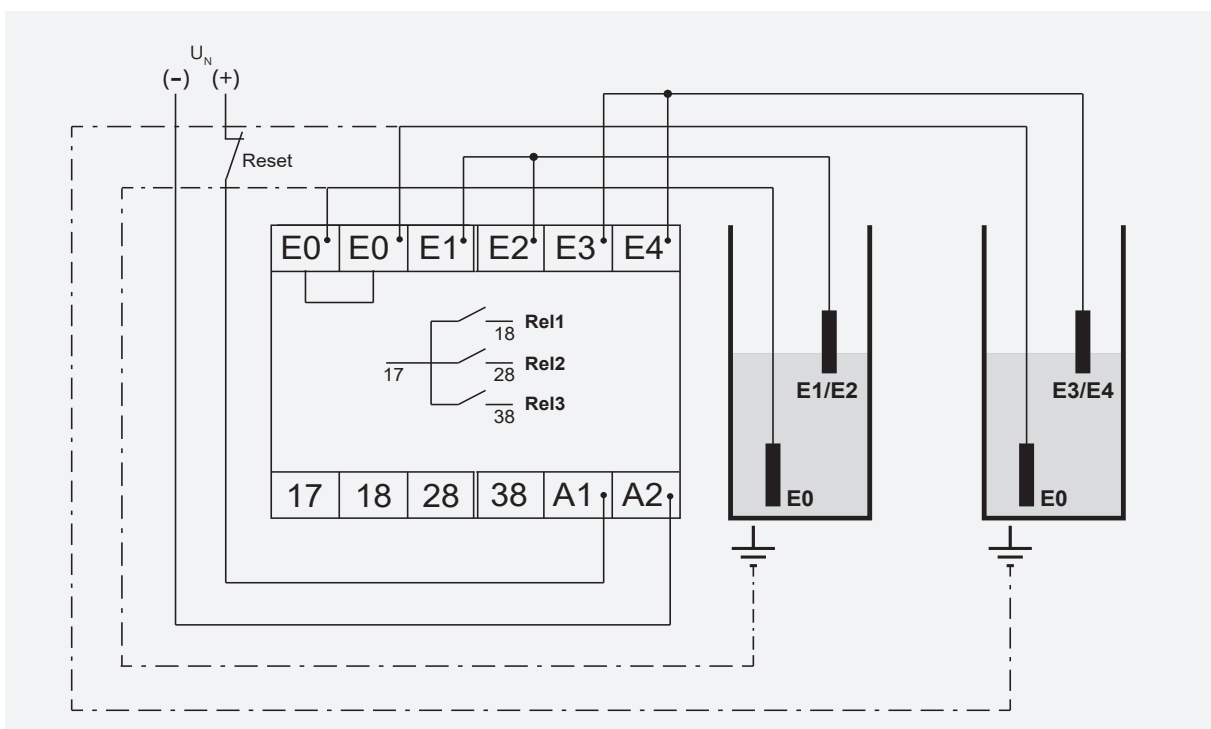 U_N
(−) (+)
Reset
E0 E0 E1 E2 E3 E4
18 Rel1
17 28 Rel2
38 Rel3
E1/E2
E3/E4
17 18 28 38 A1 A2
E0
E0